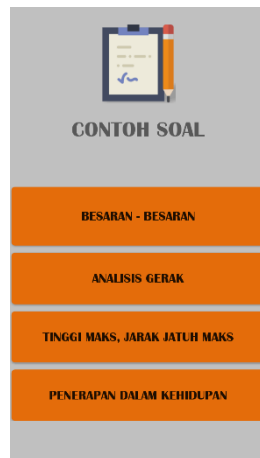 CONTOH SOAL
BESARAN - BESARAN
ANALISIS GERAK
TINGGI MAKS, JARAK JATUH MAKS
PENERAPAN DALAM KEHIDUPAN